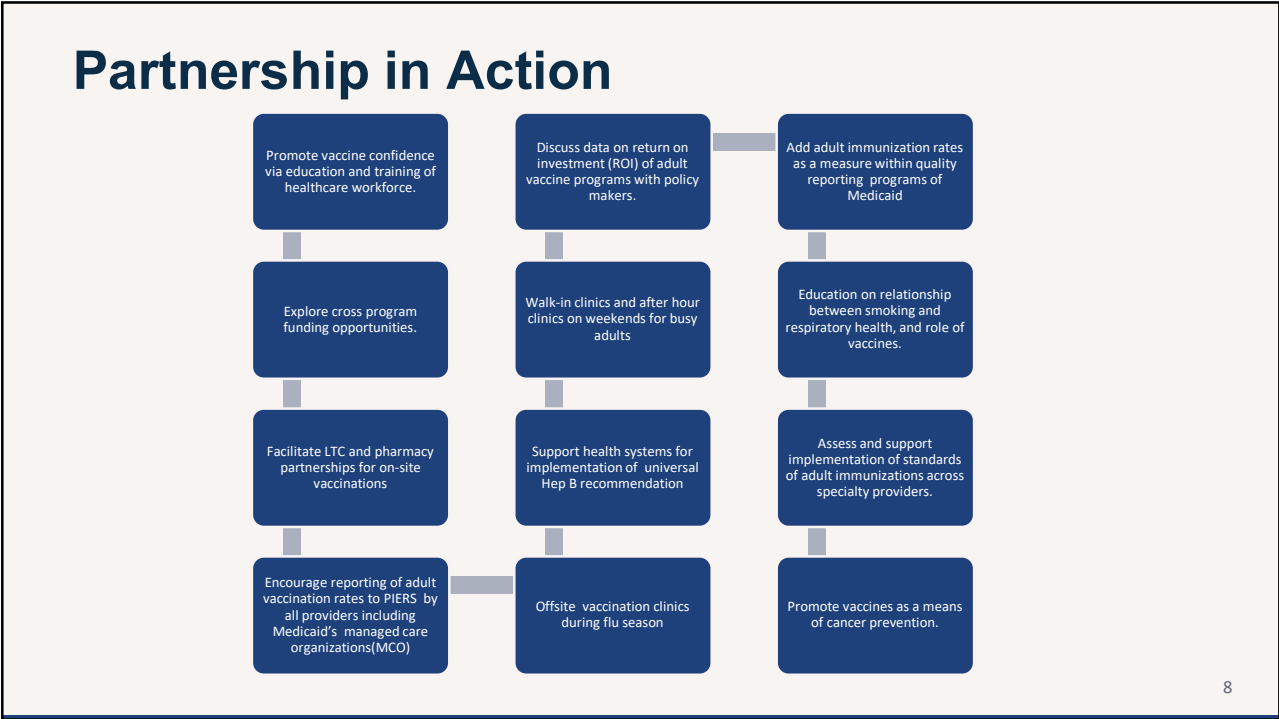 Partnership in Action
Promote vaccine confidence
via education and training of
healthcare workforce.
Explore cross program
funding opportunities.
Facilitate LTC and pharmacy
partnerships for on-site
vaccinations
Encourage reporting of adult
vaccination rates to PIERS  by
all providers including
Medicaid’s  managed care
organizations(MCO)
Offsite  vaccination clinics
during flu season
Support health systems for
implementation of  universal
Hep B recommendation
Walk-in clinics and after hour
clinics on weekends for busy
adults
Discuss data on return on
investment (ROI) of adult
vaccine programs with policy
makers.
Add adult immunization rates
as a measure within quality
reporting  programs of
Medicaid
Education on relationship
between smoking and
respiratory health, and role of
vaccines.
Assess and support
implementation of standards
of adult immunizations across
specialty providers.
Promote vaccines as a means
of cancer prevention.
8